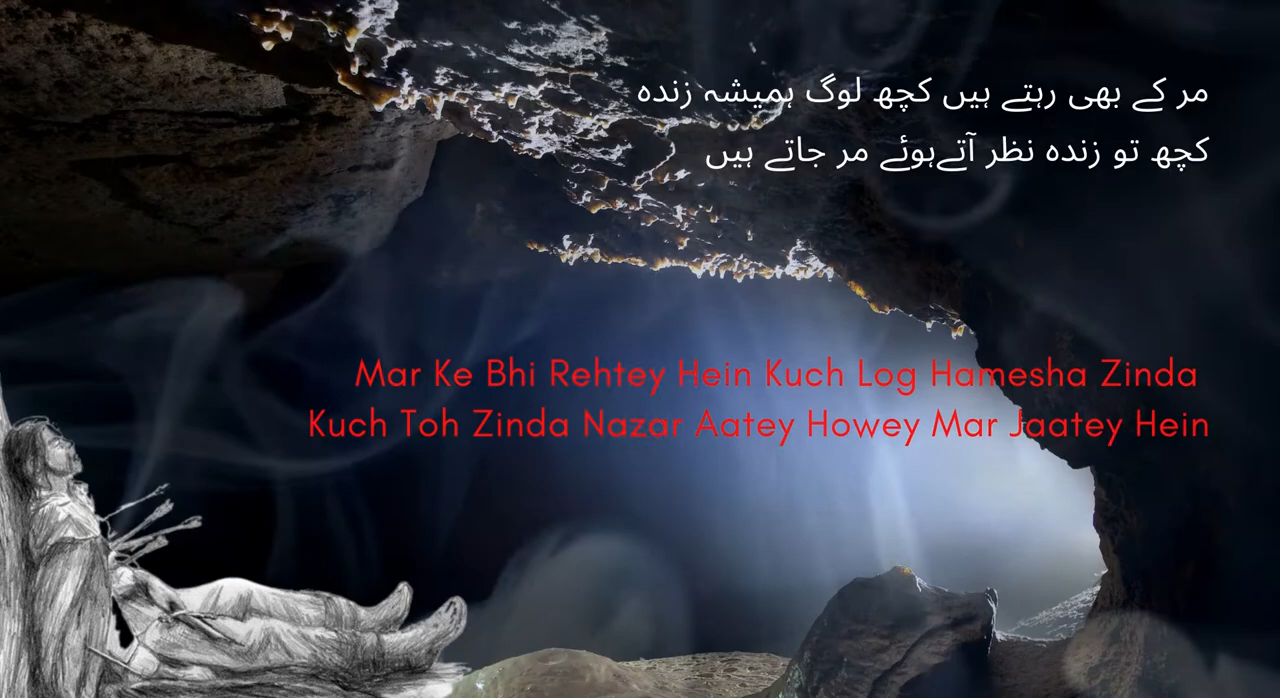 مر کے بھی رہتے ہیں کچھ لوگ ہمیشہ زندہ
کچھ تو زندہ نظر آتےہوئے مر جاتے ہیں
Mar Ke Bhi Rehtey Hein Kuch Log Hamesha Zinda
Kuch Toh Zinda Nazar Aatey Howey Mar Jaatey Hein